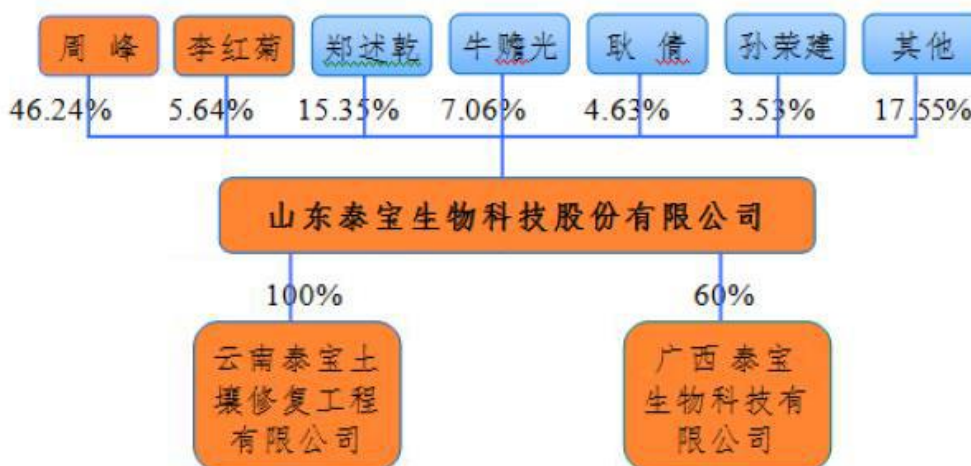 周 峰 李红菊 郑述乾 牛赡光 耿 倩 孙荣建 其他
46.24% 5.64% 15.35% 7.06% 4.63% 3.53% 17.55%
山东泰宝生物科技股份有限公司
100% 60%
云南泰宝土
壤修复工程
有限公司
广西泰宝
生物科技有
限公司